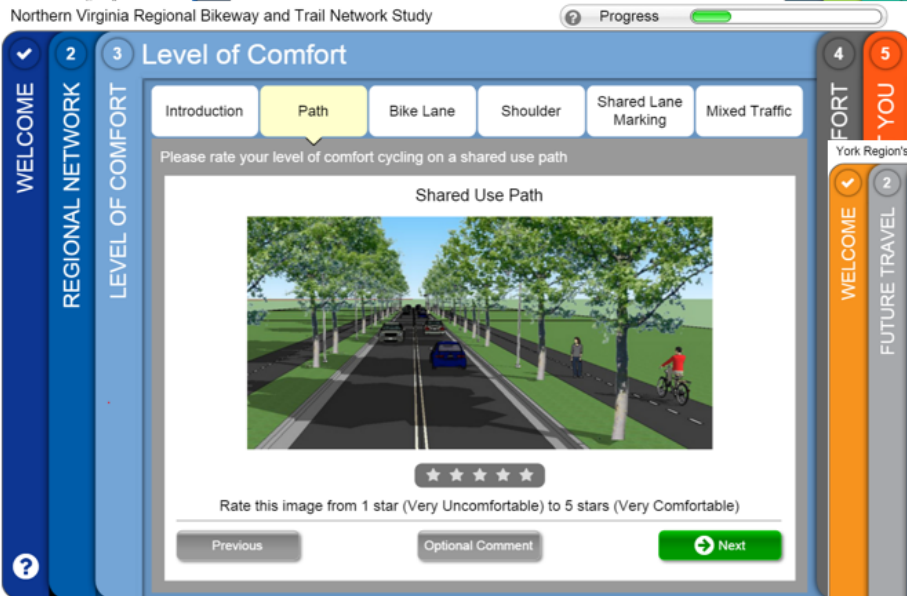 Northern Virginia Regional Bikeway and Trail Network Study
Progress
WELCOME
2
REGIONAL NETWORK
3
LEVEL OF COMFORT
Level of Comfort
Introduction
Path
Bike Lane
Shoulder
Shared Lane
Marking
Mixed Traffic
Please rate your level of comfort cycling on a shared use path
Shared Use Path
Rate this image from 1 star (Very Uncomfortable) to 5 stars (Very Comfortable)
Previous
Optional Comment
Next
?
4
FORT
5
YOU
York Region's
WELCOME
2
FUTURE TRAVEL